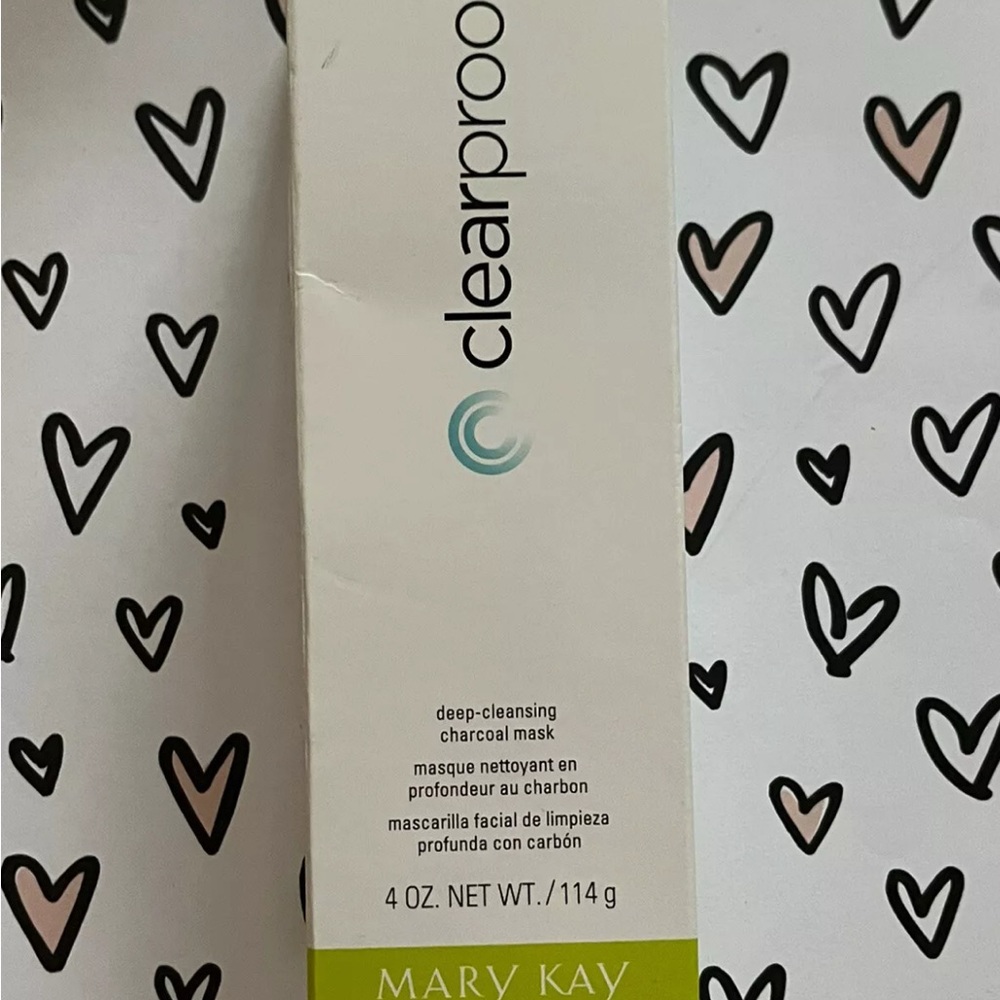 clearproo
deep-cleansing
charcoal mask
masque nettoyant en
profondeur au charbon
mascarilla facial de limpieza
profunda con carbón
4 OZ. NET WT. / 114 g
MARY KAY